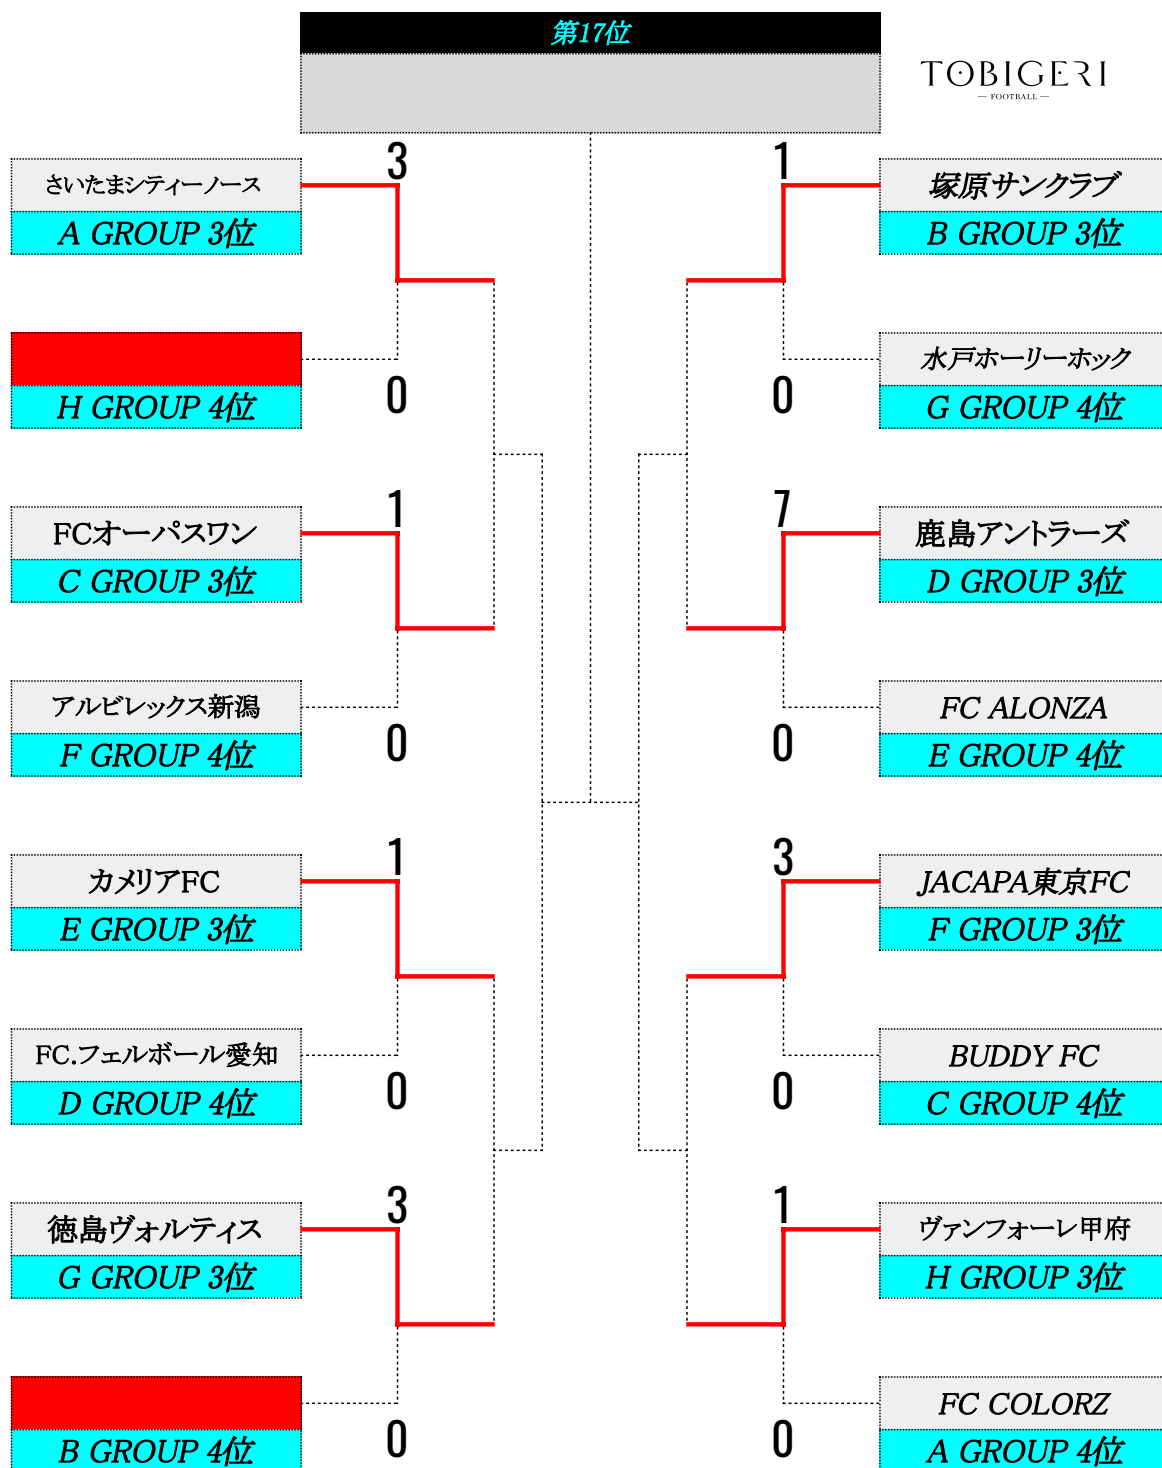 第17位
TOBIGERI
— FOOTBALL —
3
1
さいたまシティーノース
塚原サンクラブ
A GROUP 3位
B GROUP 3位
水戸ホーリーホック
0
0
H GROUP 4位
G GROUP 4位
1
7
FCオーパスワン
鹿島アントラーズ
C GROUP 3位
D GROUP 3位
アルビレックス新潟
FC ALONZA
0
0
F GROUP 4位
E GROUP 4位
1
3
カメリアFC
JACAPA東京FC
E GROUP 3位
F GROUP 3位
FC.フェルボール愛知
BUDDY FC
0
0
D GROUP 4位
C GROUP 4位
3
1
徳島ヴォルティス
ヴァンフォーレ甲府
G GROUP 3位
H GROUP 3位
FC COLORZ
0
0
B GROUP 4位
A GROUP 4位